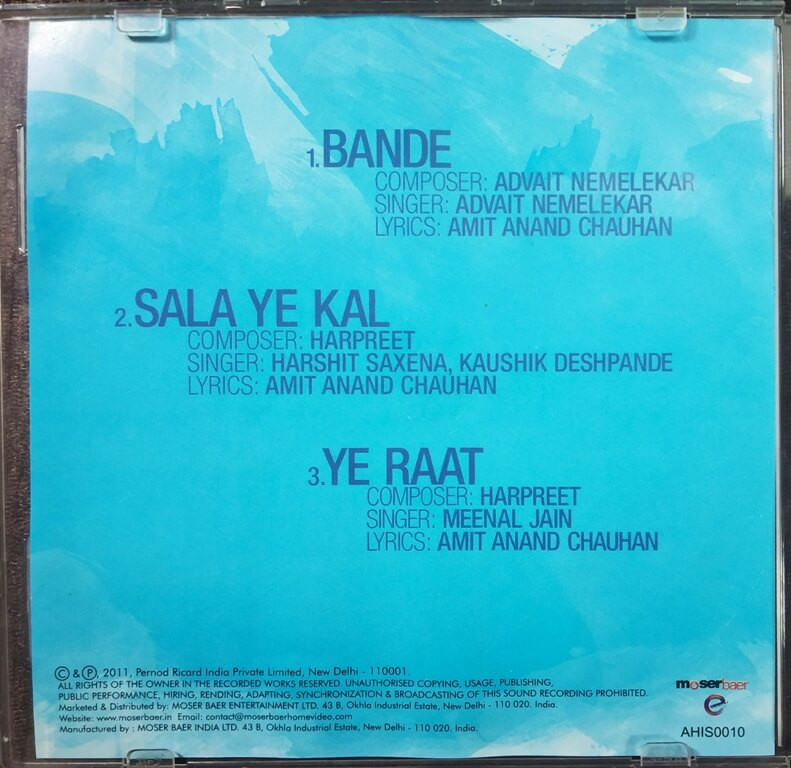 1. BANDE
COMPOSER: ADVAIT NEMELEKAR
SINGER: ADVAIT NEMELEKAR
LYRICS: AMIT ANAND CHAUHAN
2. SALA YE KAL
COMPOSER: HARPREET
SINGER: HARSHIT SAXENA, KAUSHIK DESHPANDE
LYRICS: AMIT ANAND CHAUHAN
3. YE RAAT
COMPOSER: HARPREET
SINGER: MEENAL JAIN
LYRICS: AMIT ANAND CHAUHAN
© & ℗, 2011, Pernod Ricard India Private Limited, New Delhi - 110001.
ALL RIGHTS OF THE OWNER IN THE RECORDED WORKS RESERVED. UNAUTHORISED COPYING, USAGE, PUBLISHING,
PUBLIC PERFORMANCE, HIRING, RENDING, ADAPTING, SYNCHRONIZATION & BROADCASTING OF THIS SOUND RECORDING PROHIBITED.
Marketed & Distributed by: MOSER BAER ENTERTAINMENT LTD. 43 B, Okhla Industrial Estate, New Delhi - 110 020. India.
Website: www.moserbaer.in Email: contact@moserbaerhomevideo.com
Manufactured by : MOSER BAER INDIA LTD. 43 B, Okhla Industrial Estate, New Delhi - 110 020. India.
moserbaer
e
AHIS0010